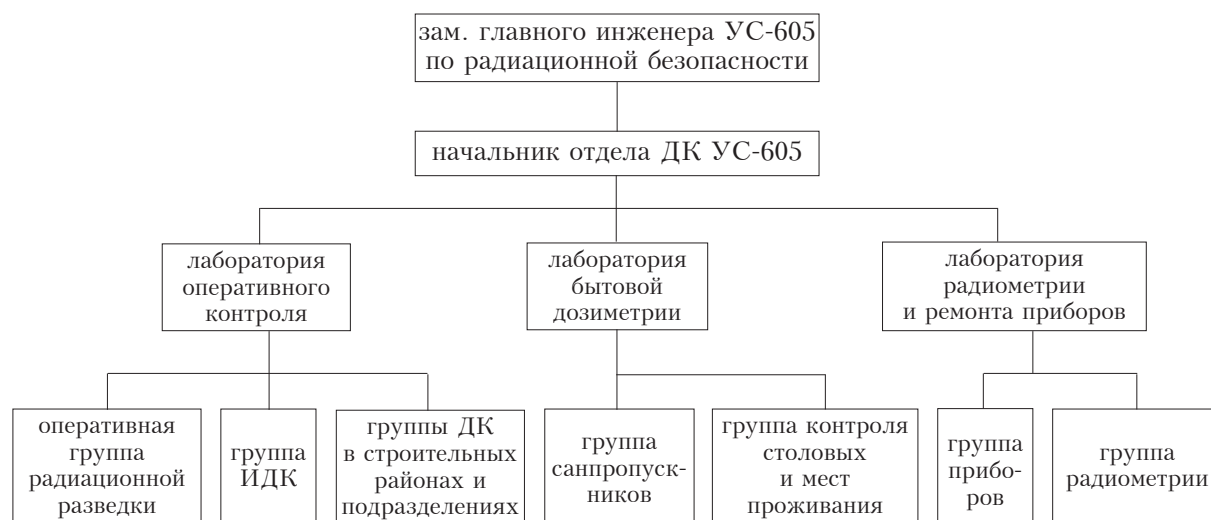 зам. главного инженера УС-605
по радиационной безопасности
начальник отдела ДК УС-605
лаборатория
оперативного
контроля
лаборатория
бытовой
дозиметрии
лаборатория
радиометрии
и ремонта приборов
оперативная
группа
радиационной
разведки
группа
ИДК
группы ДК
в строительных
районах и
подразделениях
группа
санпропуск-
ников
группа контроля
столовых
и мест
проживания
группа
прибо-
ров
группа
радиометрии